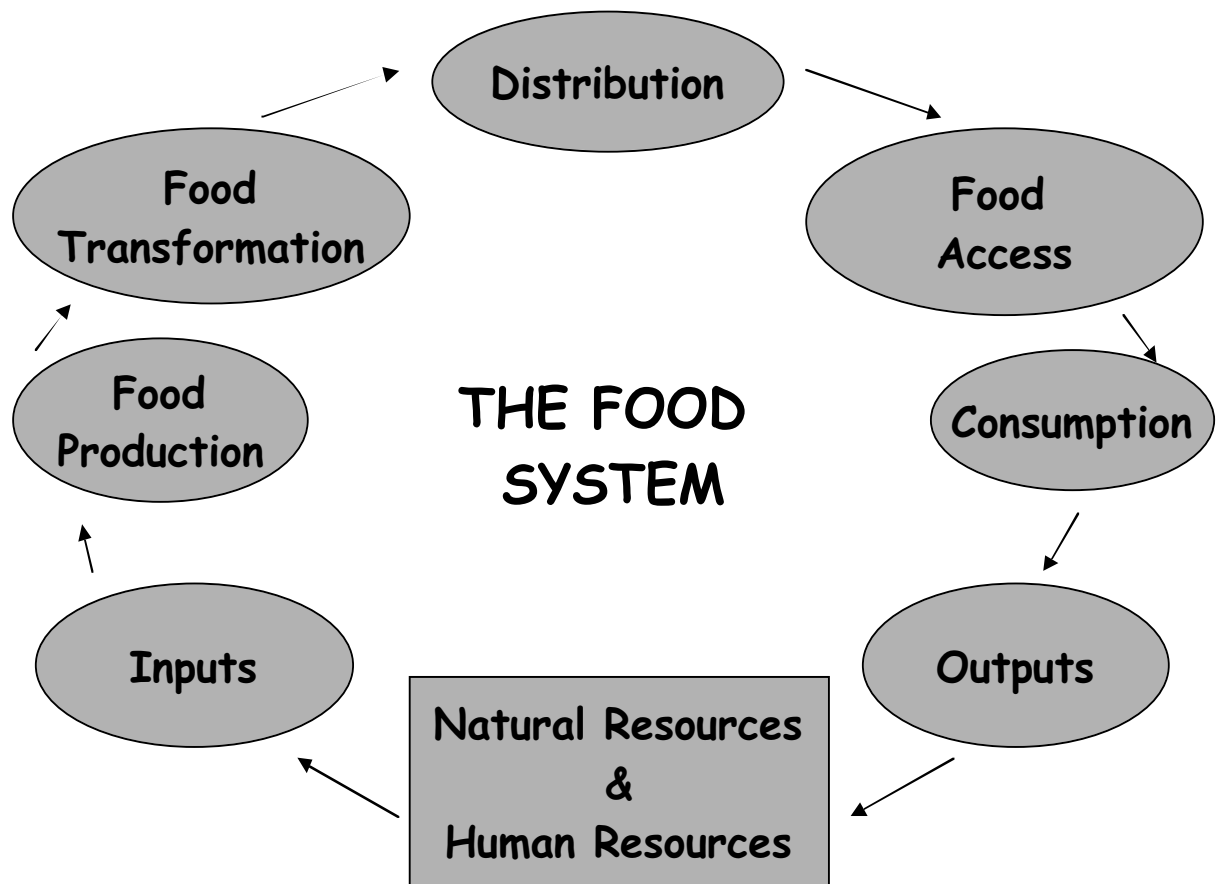 Distribution
Food
Transformation
Food
Access
Food
Production
THE FOOD
SYSTEM
Consumption
Inputs
Outputs
Natural Resources
&
Human Resources